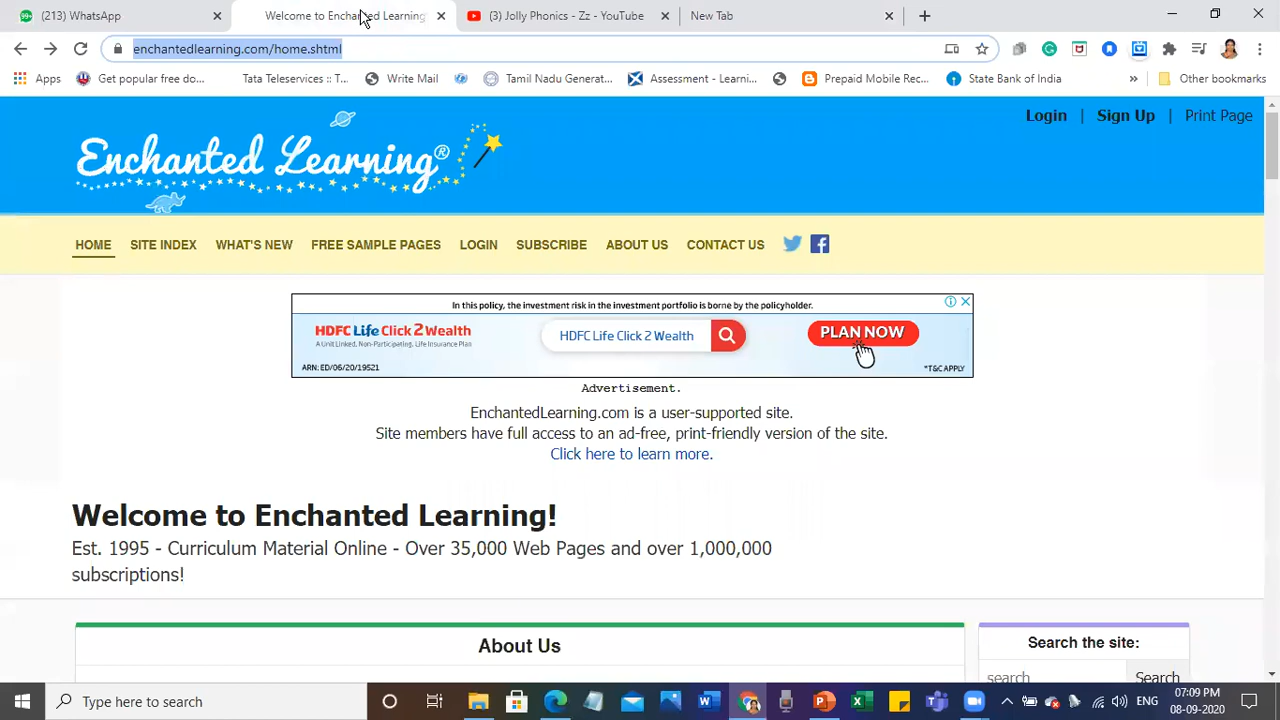 (213) WhatsApp
Welcome to Enchanted Learning
(3) Jolly Phonics - Zz - YouTube
New Tab
enchantedlearning.com/home.shtml
Apps
Get popular free do...
Tata Teleservices :: T...
Write Mail
Tamil Nadu Generat...
Assessment - Learni...
Prepaid Mobile Rec...
State Bank of India
»
Other bookmarks
Login | Sign Up | Print Page
Enchanted Learning®
HOME
SITE INDEX
WHAT'S NEW
FREE SAMPLE PAGES
LOGIN
SUBSCRIBE
ABOUT US
CONTACT US
In this policy, the investment risk in the investment portfolio is borne by the policyholder.
HDFC Life Click 2 Wealth
A Unit Linked, Non-Participating, Life Insurance Plan
HDFC Life Click 2 Wealth
PLAN NOW
ARN: ED/06/20/19521
*T&C APPLY
Advertisement.
EnchantedLearning.com is a user-supported site.
Site members have full access to an ad-free, print-friendly version of the site.
Click here to learn more.
Welcome to Enchanted Learning!
Est. 1995 - Curriculum Material Online - Over 35,000 Web Pages and over 1,000,000
subscriptions!
About Us
Search the site:
search
Search
Type here to search
ENG
07:09 PM
08-09-2020